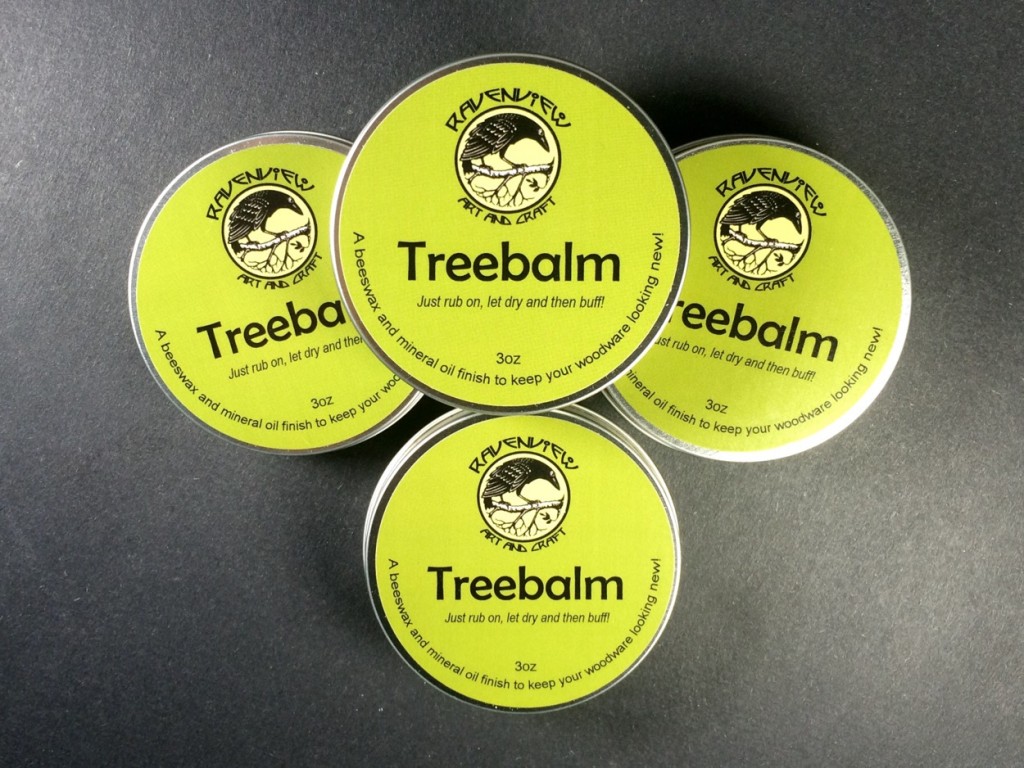 RAVENVIEW
ART AND CRAFT
Treebalm
Just rub on, let dry and then buff!
3oz
A beeswax and mineral oil finish to keep your woodware looking new!
RAVENVIEW
ART AND CRAFT
Treeba
Just rub on, let dry and then
3oz
A beeswax and mineral oil finish to keep your
RAVENVIEW
ART AND CRAFT
reebalm
rub on, let dry and then buff!
3oz
mineral oil finish to keep your woodware looking new!
RAVENVIEW
ART AND CRAFT
Treebalm
Just rub on, let dry and then buff!
3oz
A beeswax and mineral oil finish to keep your woodware looking new!